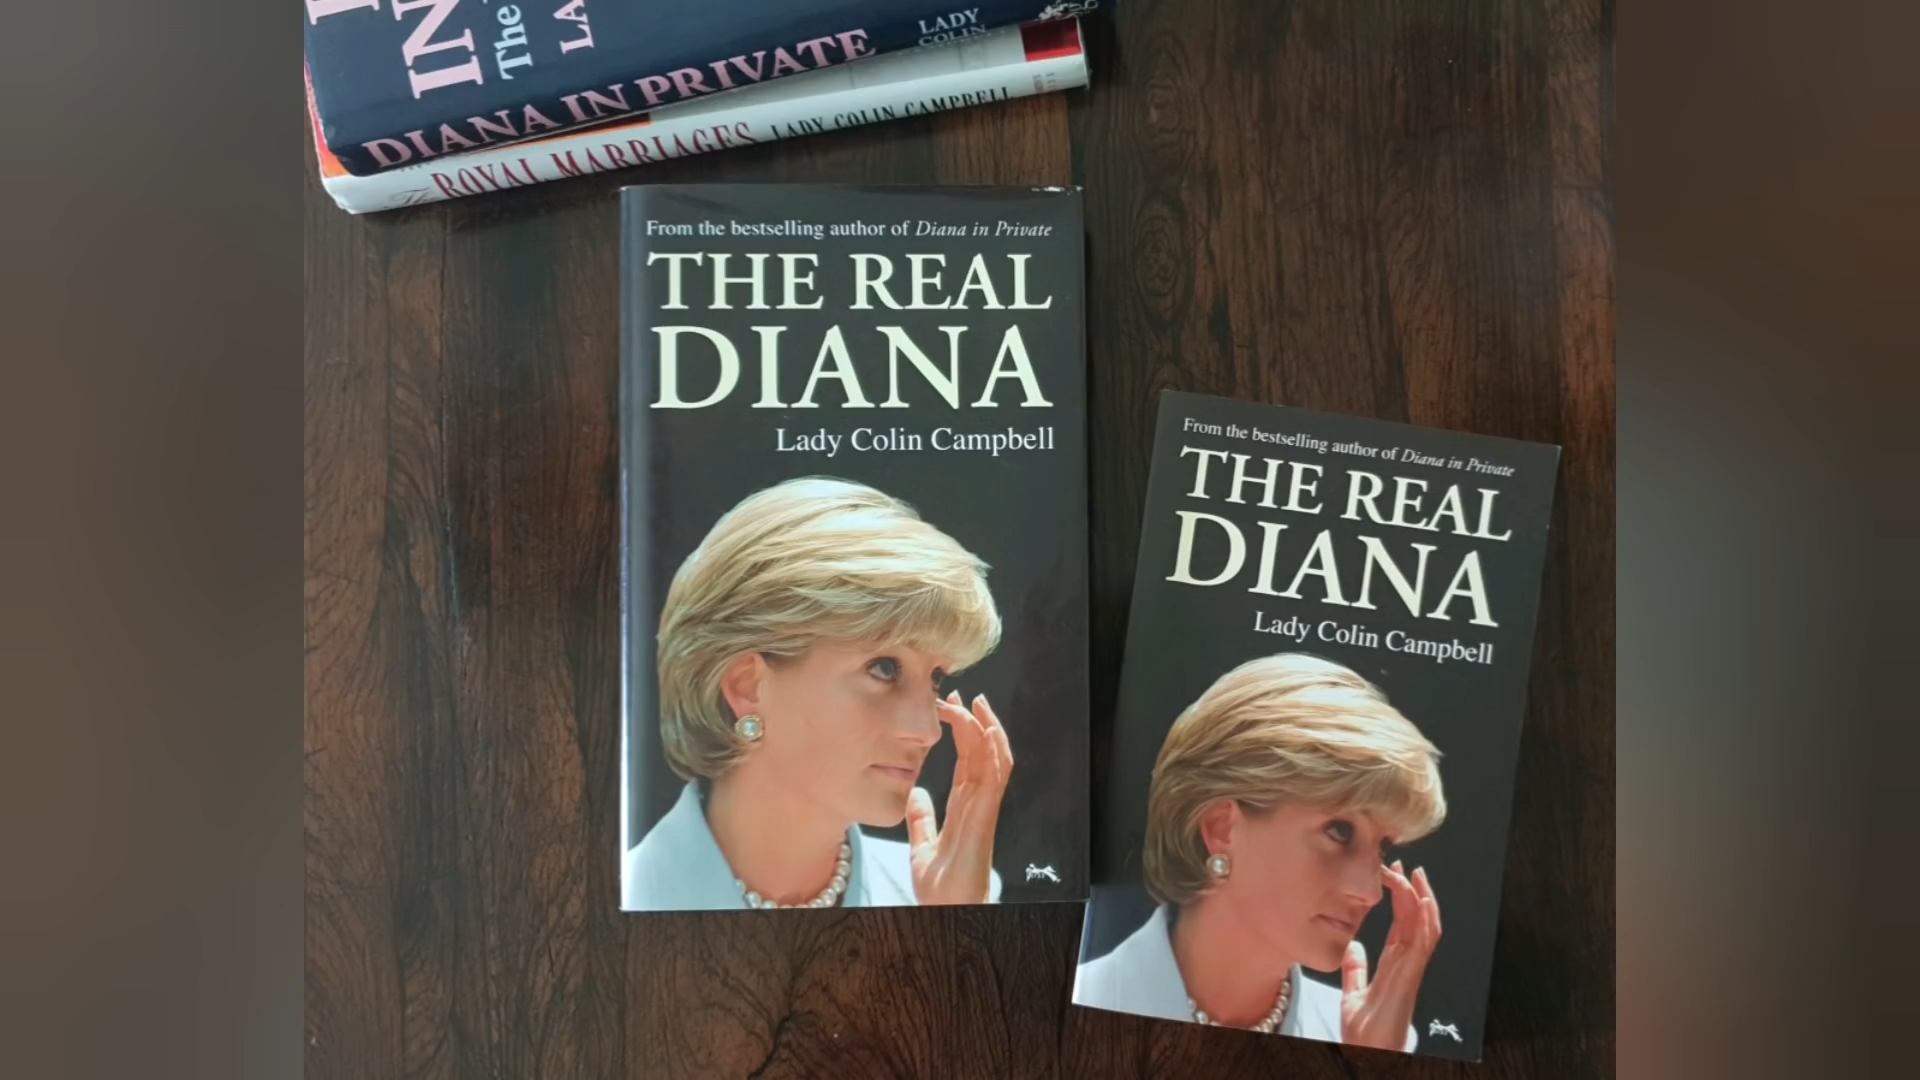 IN
The
LA
DIANA IN PRIVATE
LADY
COLIN
The ROYAL MARRIAGES LADY COLIN CAMPBELL
From the bestselling author of Diana in Private
THE REAL
DIANA
Lady Colin Campbell
From the bestselling author of Diana in Private
THE REAL
DIANA
Lady Colin Campbell